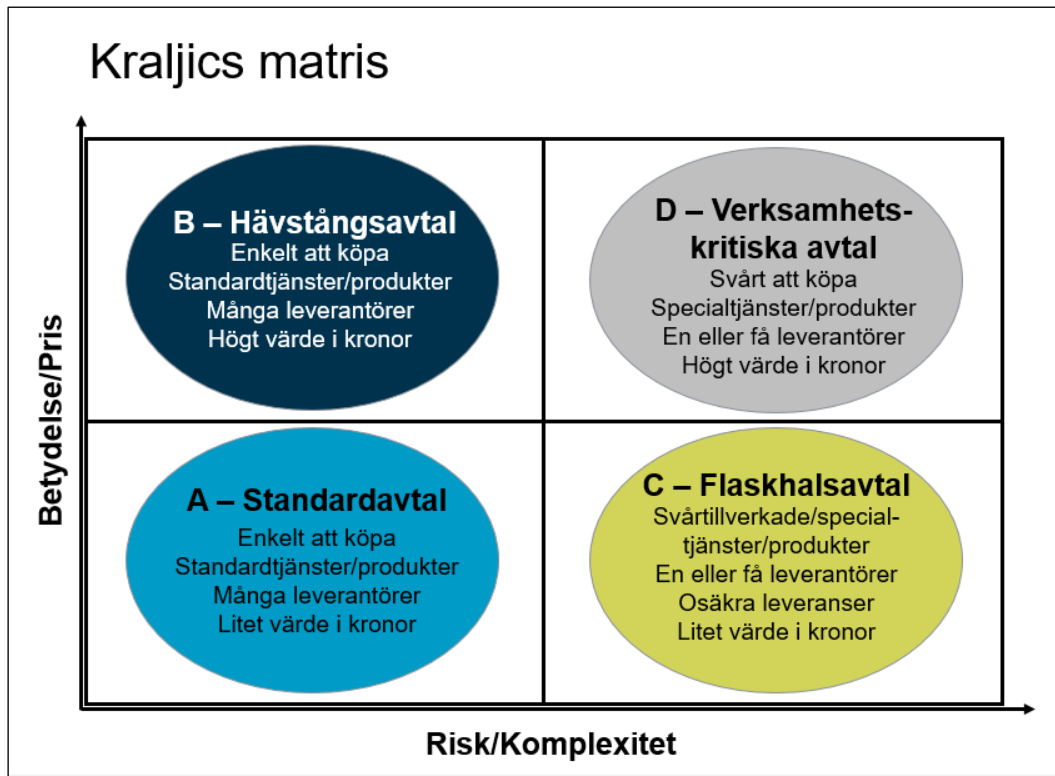 Kraljics matris
Betydelse/Pris
B – Hävstångsavtal
Enkelt att köpa
Standardtjänster/produkter
Många leverantörer
Högt värde i kronor
D – Verksamhets-
kritiska avtal
Svårt att köpa
Specialtjänster/produkter
En eller få leverantörer
Högt värde i kronor
A – Standardavtal
Enkelt att köpa
Standardtjänster/produkter
Många leverantörer
Litet värde i kronor
C – Flaskhalsavtal
Svårtillverkade/special-
tjänster/produkter
En eller få leverantörer
Osäkra leveranser
Litet värde i kronor
Risk/Komplexitet